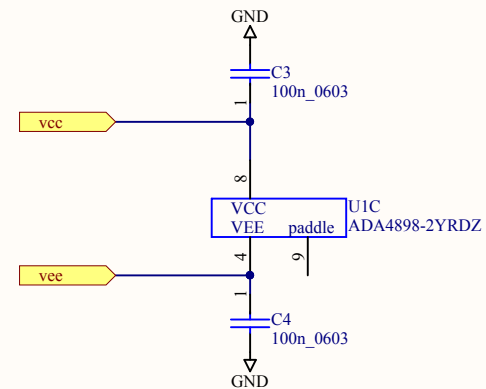 GND
C3
100n_0603
1
vcc
8
U1C
VCC
VEE paddle
ADA4898-2YRDZ
4
9
vee
1
C4
100n_0603
GND